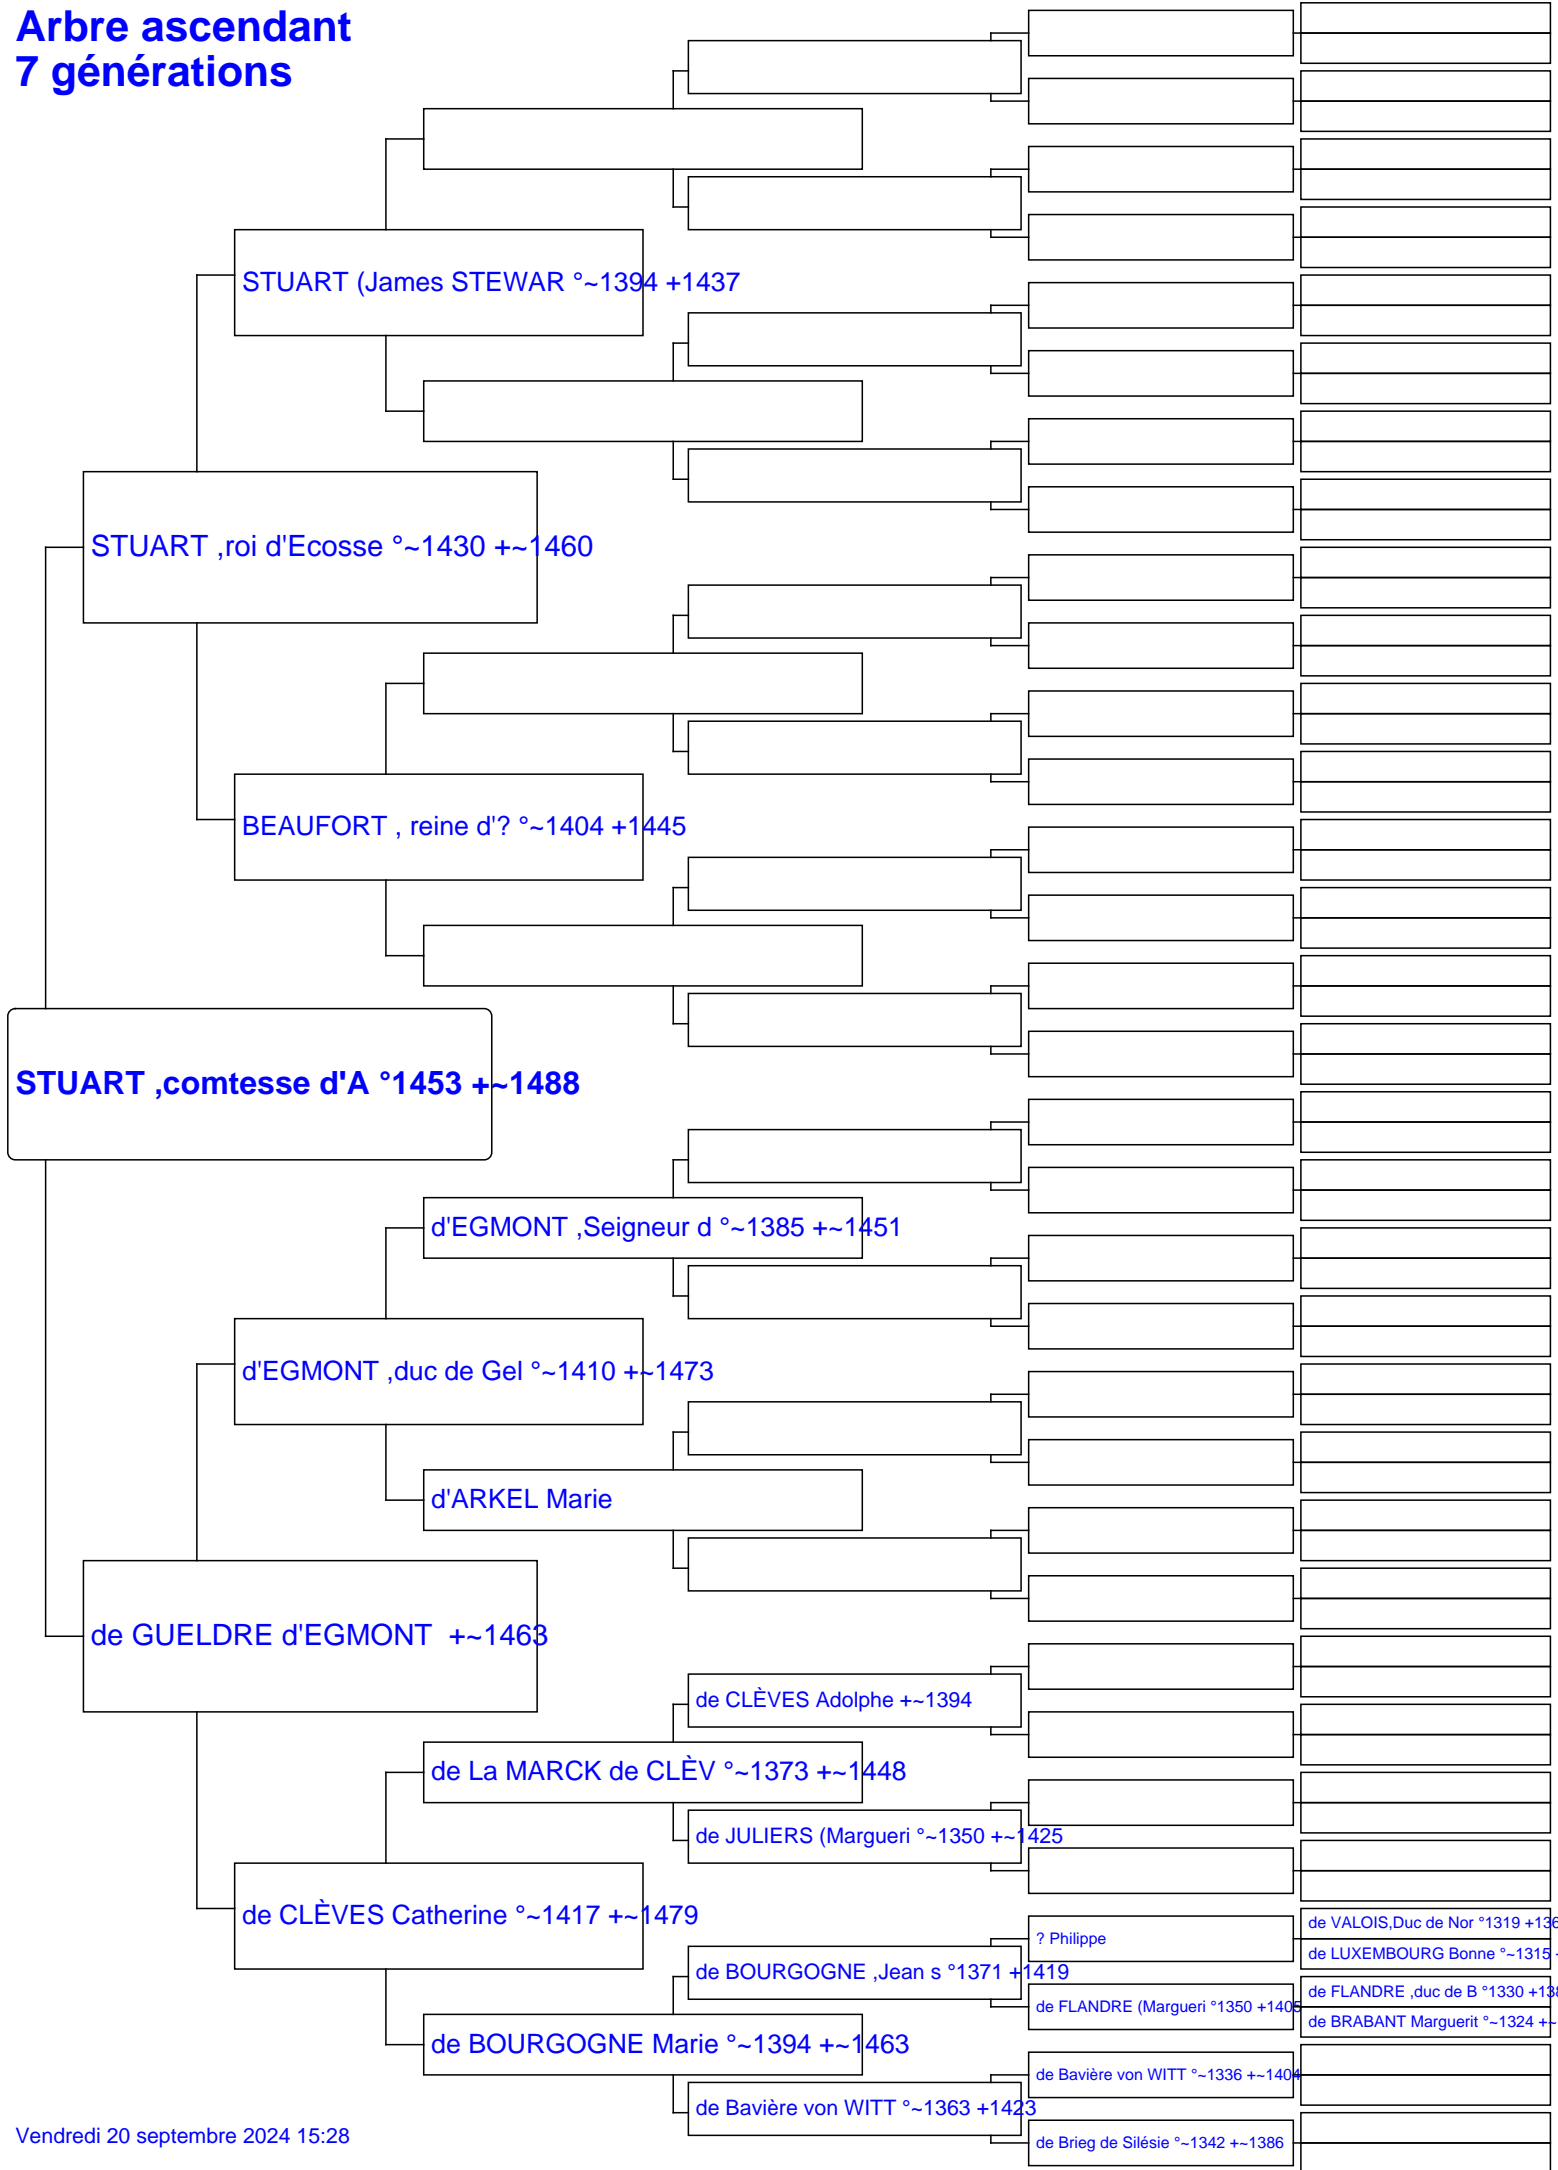 Arbre ascendant
7 générations
STUART (James STEWAR °~1394 +1437
STUART ,roi d'Ecosse °~1430 +~1460
BEAUFORT , reine d'? °~1404 +1445
STUART ,comtesse d'A °1453 +~1488
d'EGMONT ,Seigneur d °~1385 +~1451
d'EGMONT ,duc de Gel °~1410 +~1473
d'ARKEL Marie
de GUELDRE d'EGMONT  +~1463
de CLÈVES Adolphe +~1394
de La MARCK de CLÈV °~1373 +~1448
de JULIERS (Margueri °~1350 +~1425
de CLÈVES Catherine °~1417 +~1479
de VALOIS,Duc de Nor °1319 +136
? Philippe
de LUXEMBOURG Bonne °~1315 +
de BOURGOGNE ,Jean s °1371 +1419
de FLANDRE ,duc de B °1330 +138
de FLANDRE (Margueri °1350 +1405
de BRABANT Marguerit °~1324 +~
de BOURGOGNE Marie °~1394 +~1463
de Bavière von WITT °~1336 +~1404
de Bavière von WITT °~1363 +1423
de Brieg de Silésie °~1342 +~1386
Vendredi 20 septembre 2024 15:28